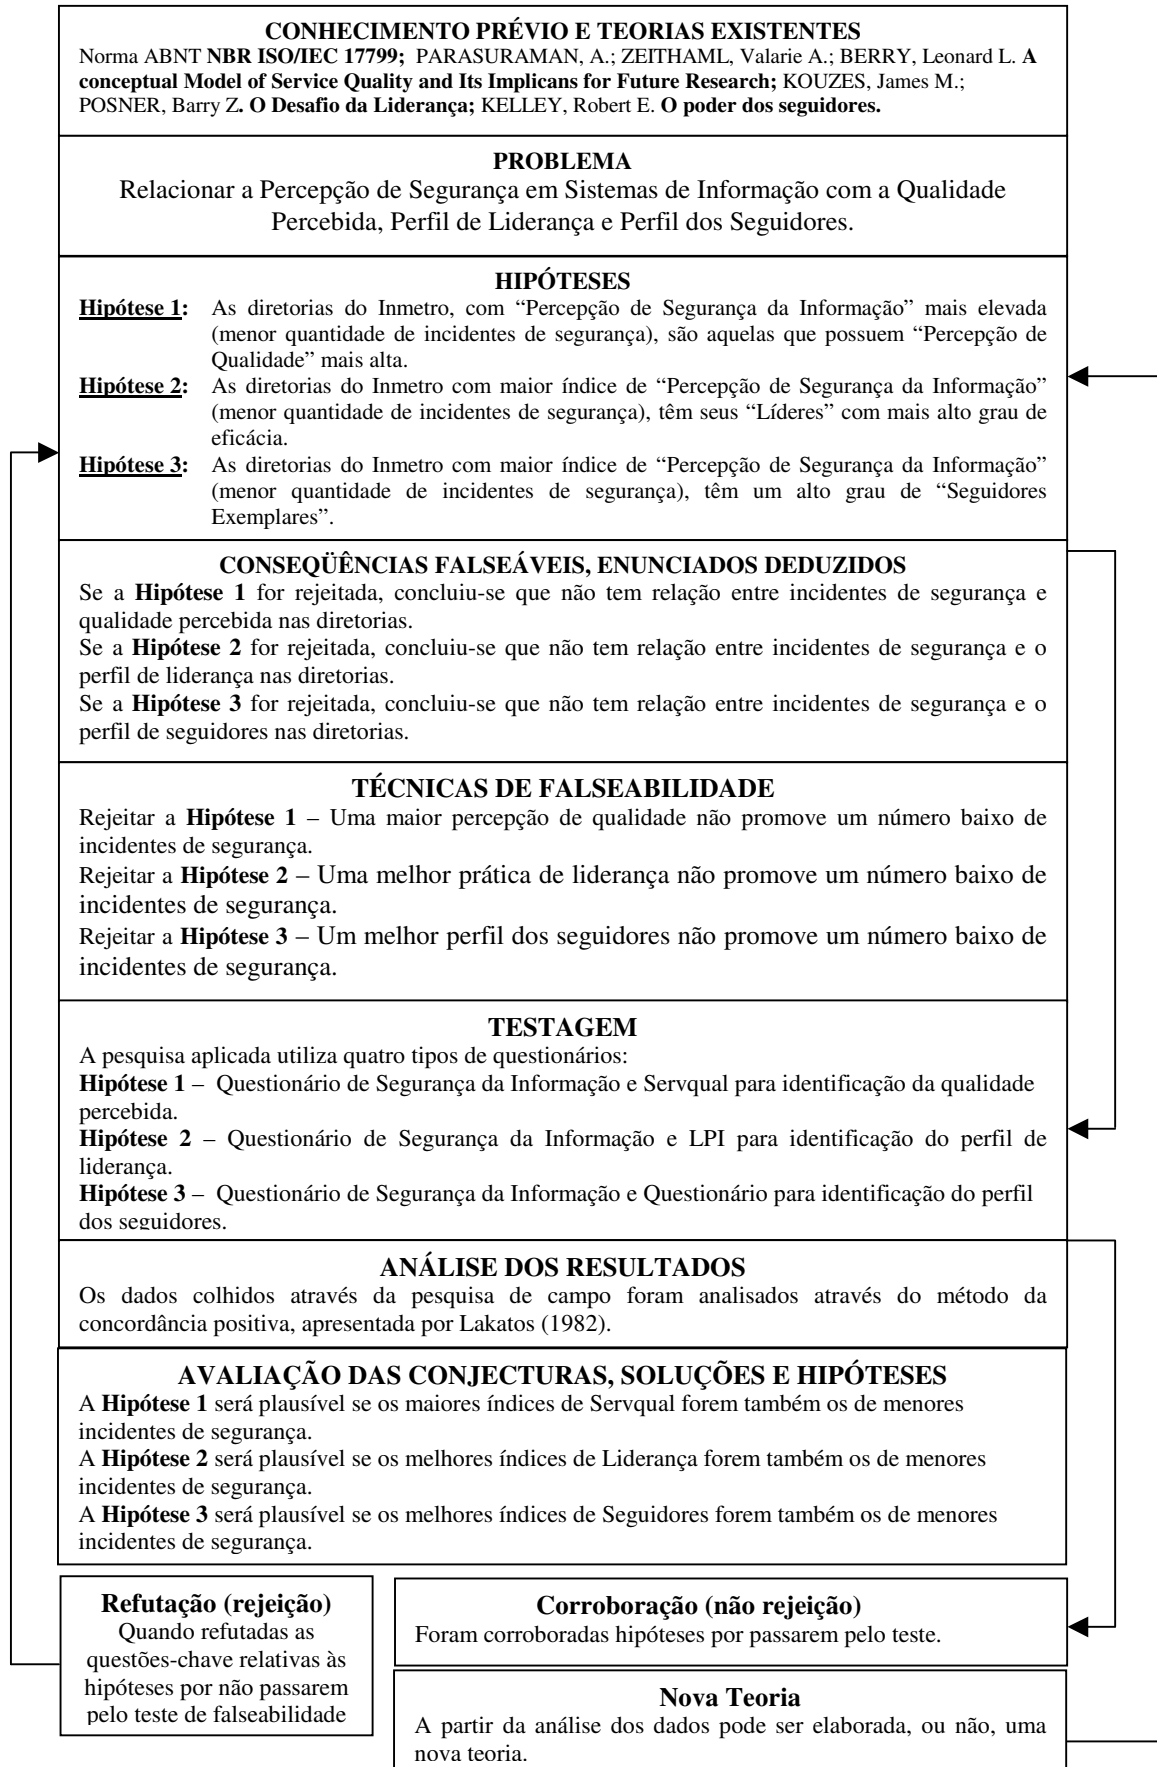 CONHECIMENTO PRÉVIO E TEORIAS EXISTENTES
Norma ABNT NBR ISO/IEC 17799; PARASURAMAN, A.; ZEITHAML, Valarie A.; BERRY, Leonard L. A
conceptual Model of Service Quality and Its Implicans for Future Research; KOUZES, James M.;
POSNER, Barry Z. O Desafio da Liderança; KELLEY, Robert E. O poder dos seguidores.
PROBLEMA
Relacionar a Percepção de Segurança em Sistemas de Informação com a Qualidade
Percebida, Perfil de Liderança e Perfil dos Seguidores.
HIPÓTESES
Hipótese 1: As diretorias do Inmetro, com “Percepção de Segurança da Informação” mais elevada
(menor quantidade de incidentes de segurança), são aquelas que possuem “Percepção de
Qualidade” mais alta.
Hipótese 2: As diretorias do Inmetro com maior índice de “Percepção de Segurança da Informação”
(menor quantidade de incidentes de segurança), têm seus “Líderes” com mais alto grau de
eficácia.
Hipótese 3: As diretorias do Inmetro com maior índice de “Percepção de Segurança da Informação”
(menor quantidade de incidentes de segurança), têm um alto grau de “Seguidores
Exemplares”.
CONSEQÜÊNCIAS FALSEÁVEIS, ENUNCIADOS DEDUZIDOS
Se a Hipótese 1 for rejeitada, concluiu-se que não tem relação entre incidentes de segurança e
qualidade percebida nas diretorias.
Se a Hipótese 2 for rejeitada, concluiu-se que não tem relação entre incidentes de segurança e o
perfil de liderança nas diretorias.
Se a Hipótese 3 for rejeitada, concluiu-se que não tem relação entre incidentes de segurança e o
perfil de seguidores nas diretorias.
TÉCNICAS DE FALSEABILIDADE
Rejeitar a Hipótese 1 – Uma maior percepção de qualidade não promove um número baixo de
incidentes de segurança.
Rejeitar a Hipótese 2 – Uma melhor prática de liderança não promove um número baixo de
incidentes de segurança.
Rejeitar a Hipótese 3 – Um melhor perfil dos seguidores não promove um número baixo de
incidentes de segurança.
TESTAGEM
A pesquisa aplicada utiliza quatro tipos de questionários:
Hipótese 1 – Questionário de Segurança da Informação e Servqual para identificação da qualidade
percebida.
Hipótese 2 – Questionário de Segurança da Informação e LPI para identificação do perfil de
liderança.
Hipótese 3 – Questionário de Segurança da Informação e Questionário para identificação do perfil
dos seguidores.
ANÁLISE DOS RESULTADOS
Os dados colhidos através da pesquisa de campo foram analisados através do método da
concordância positiva, apresentada por Lakatos (1982).
AVALIAÇÃO DAS CONJECTURAS, SOLUÇÕES E HIPÓTESES
A Hipótese 1 será plausível se os maiores índices de Servqual forem também os de menores
incidentes de segurança.
A Hipótese 2 será plausível se os melhores índices de Liderança forem também os de menores
incidentes de segurança.
A Hipótese 3 será plausível se os melhores índices de Seguidores forem também os de menores
incidentes de segurança.
Refutação (rejeição)
Quando refutadas as
questões-chave relativas às
hipóteses por não passarem
pelo teste de falseabilidade
Corroboração (não rejeição)
Foram corroboradas hipóteses por passarem pelo teste.
Nova Teoria
A partir da análise dos dados pode ser elaborada, ou não, uma
nova teoria.